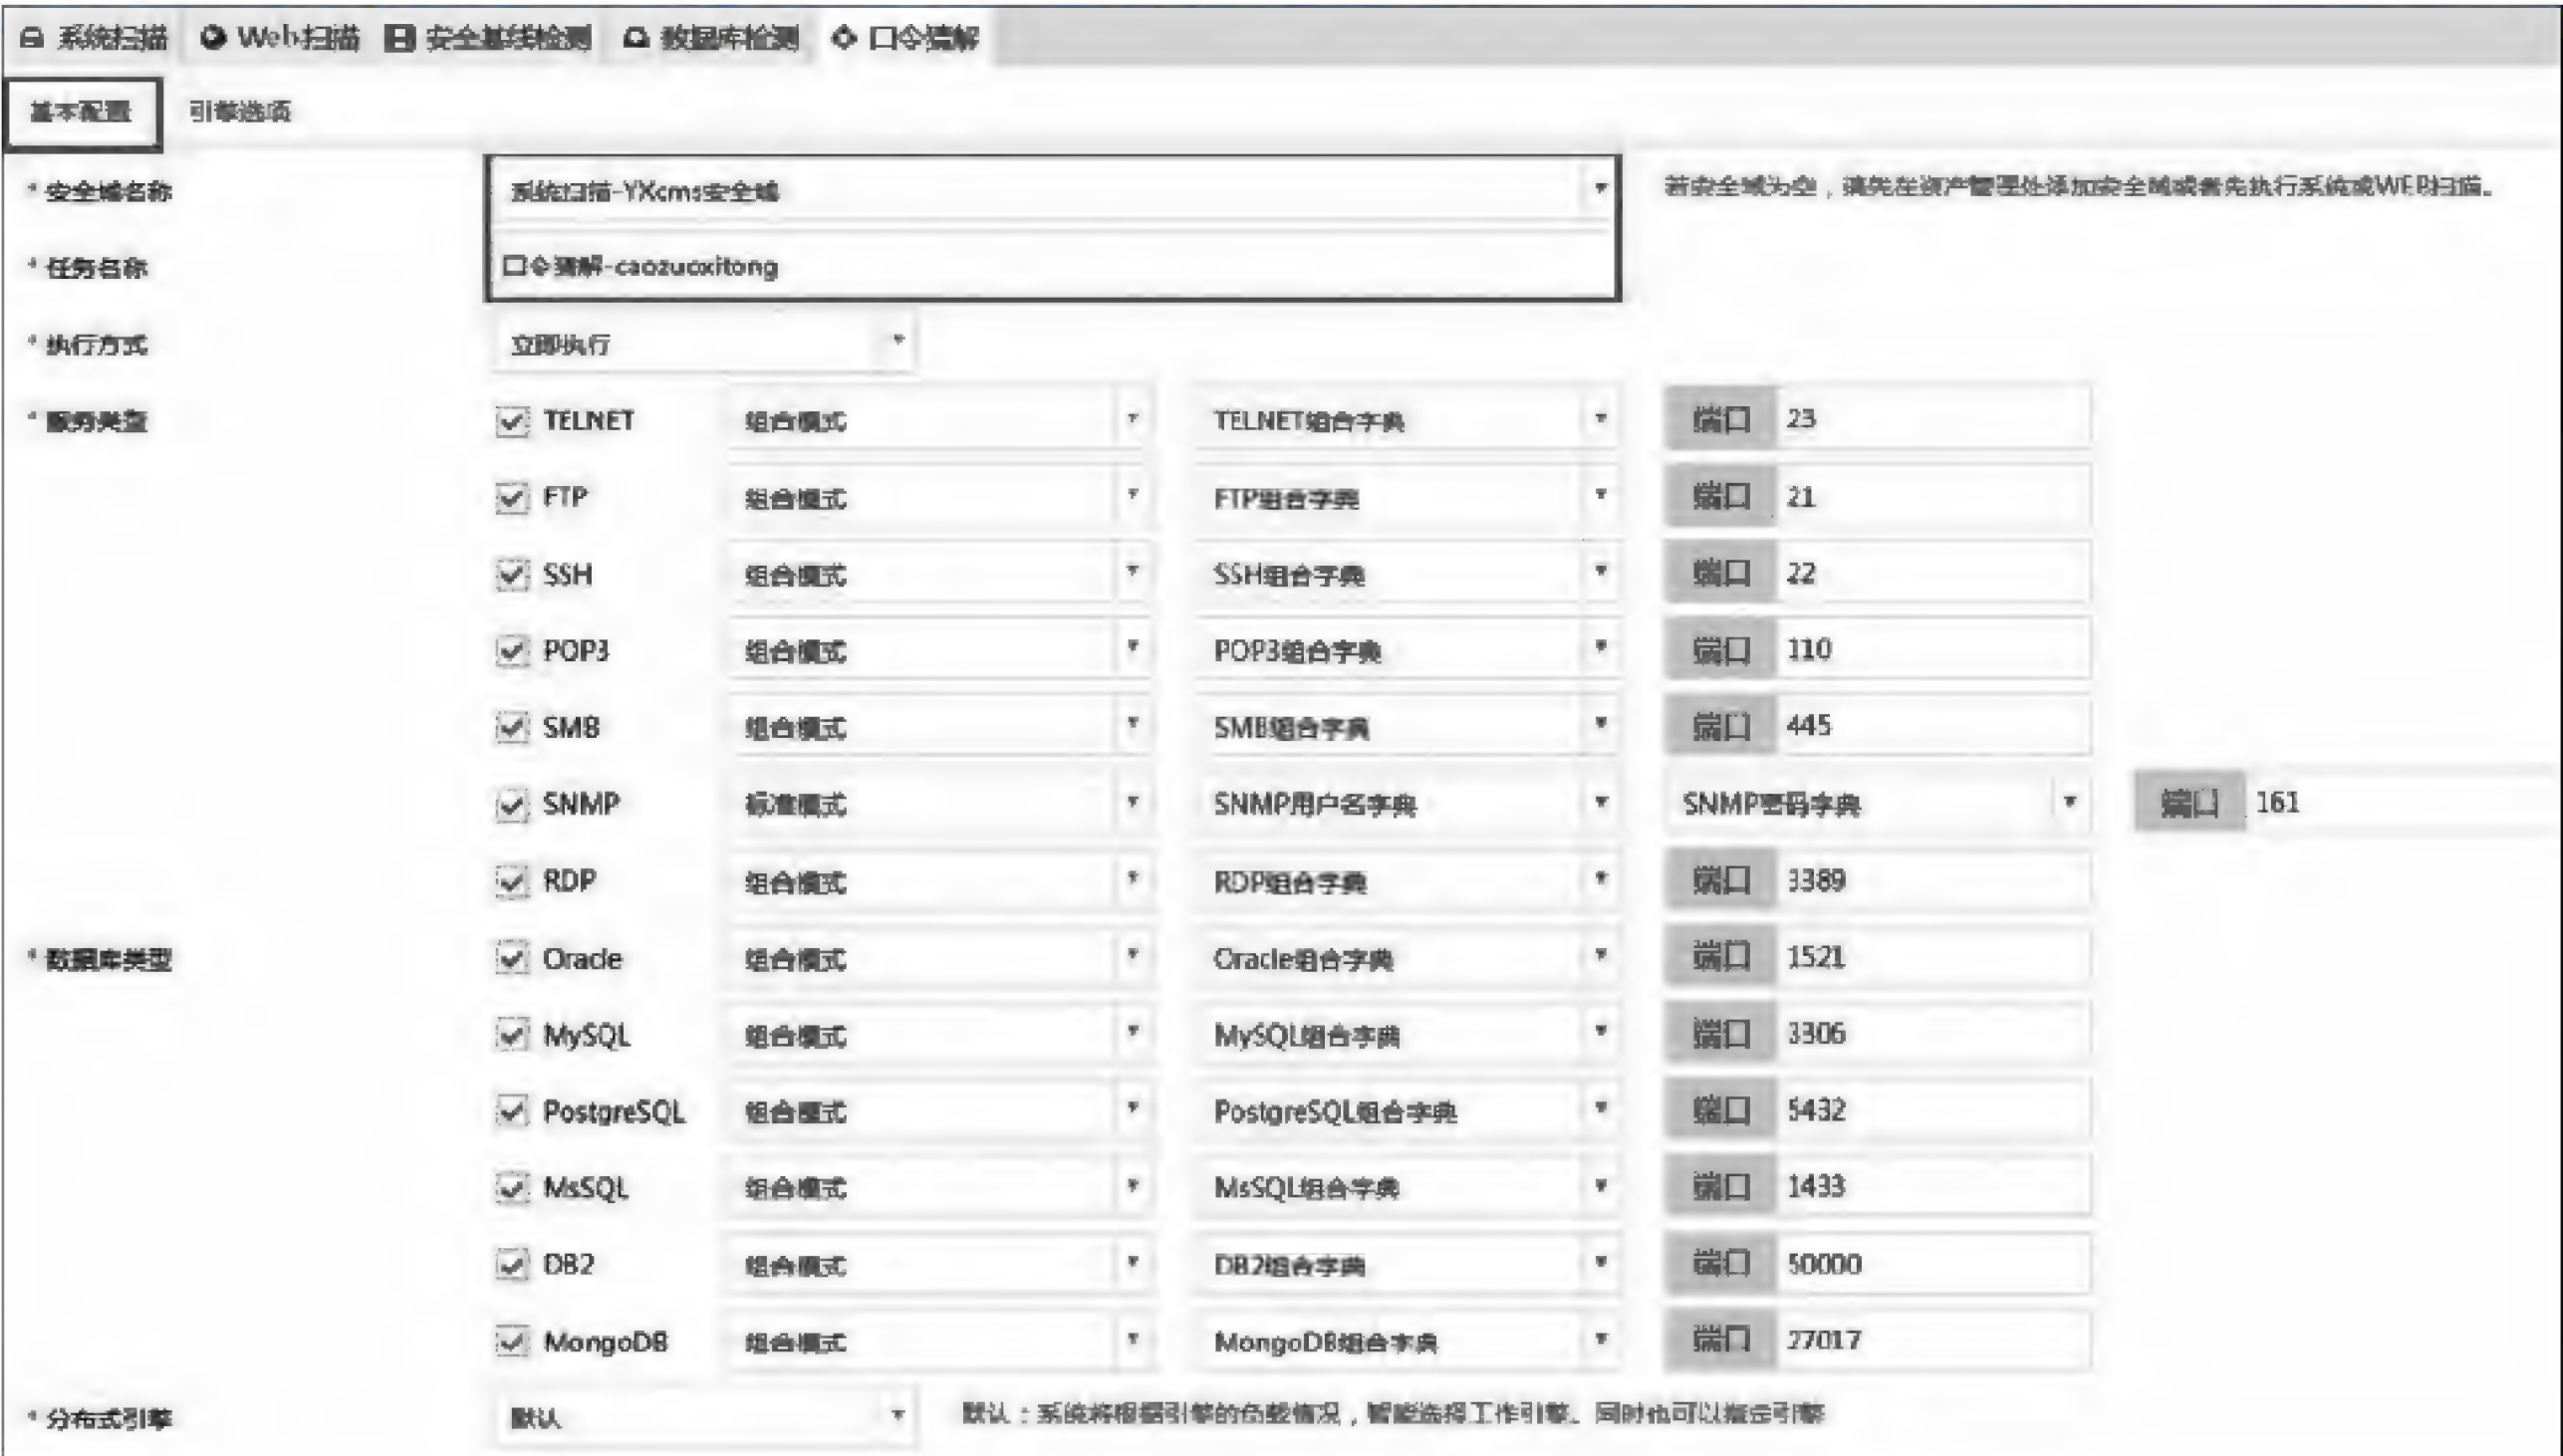 系统扫描 Web扫描 安全基线检测 数据库检测 口令猜解
基本配置 引擎选项
* 安全域名称 系统扫描-YXcms安全域 若安全域为空，请先在资产管理处添加安全域或者先执行系统或WEB扫描。
* 任务名称 口令猜解-caozuoxitong
* 执行方式 立即执行
* 服务类型 TELNET 组合模式 TELNET组合字典 端口 23
FTP 组合模式 FTP组合字典 端口 21
SSH 组合模式 SSH组合字典 端口 22
POP3 组合模式 POP3组合字典 端口 110
SMB 组合模式 SMB组合字典 端口 445
SNMP 标准模式 SNMP用户名字典 SNMP密码字典 端口 161
RDP 组合模式 RDP组合字典 端口 3389
* 数据库类型 Oracle 组合模式 Oracle组合字典 端口 1521
MySQL 组合模式 MySQL组合字典 端口 3306
PostgreSQL 组合模式 PostgreSQL组合字典 端口 5432
MsSQL 组合模式 MsSQL组合字典 端口 1433
DB2 组合模式 DB2组合字典 端口 50000
MongoDB 组合模式 MongoDB组合字典 端口 27017
* 分布式引擎 默认 默认：系统将根据引擎的负载情况，智能选择工作引擎。同时也可以指定引擎